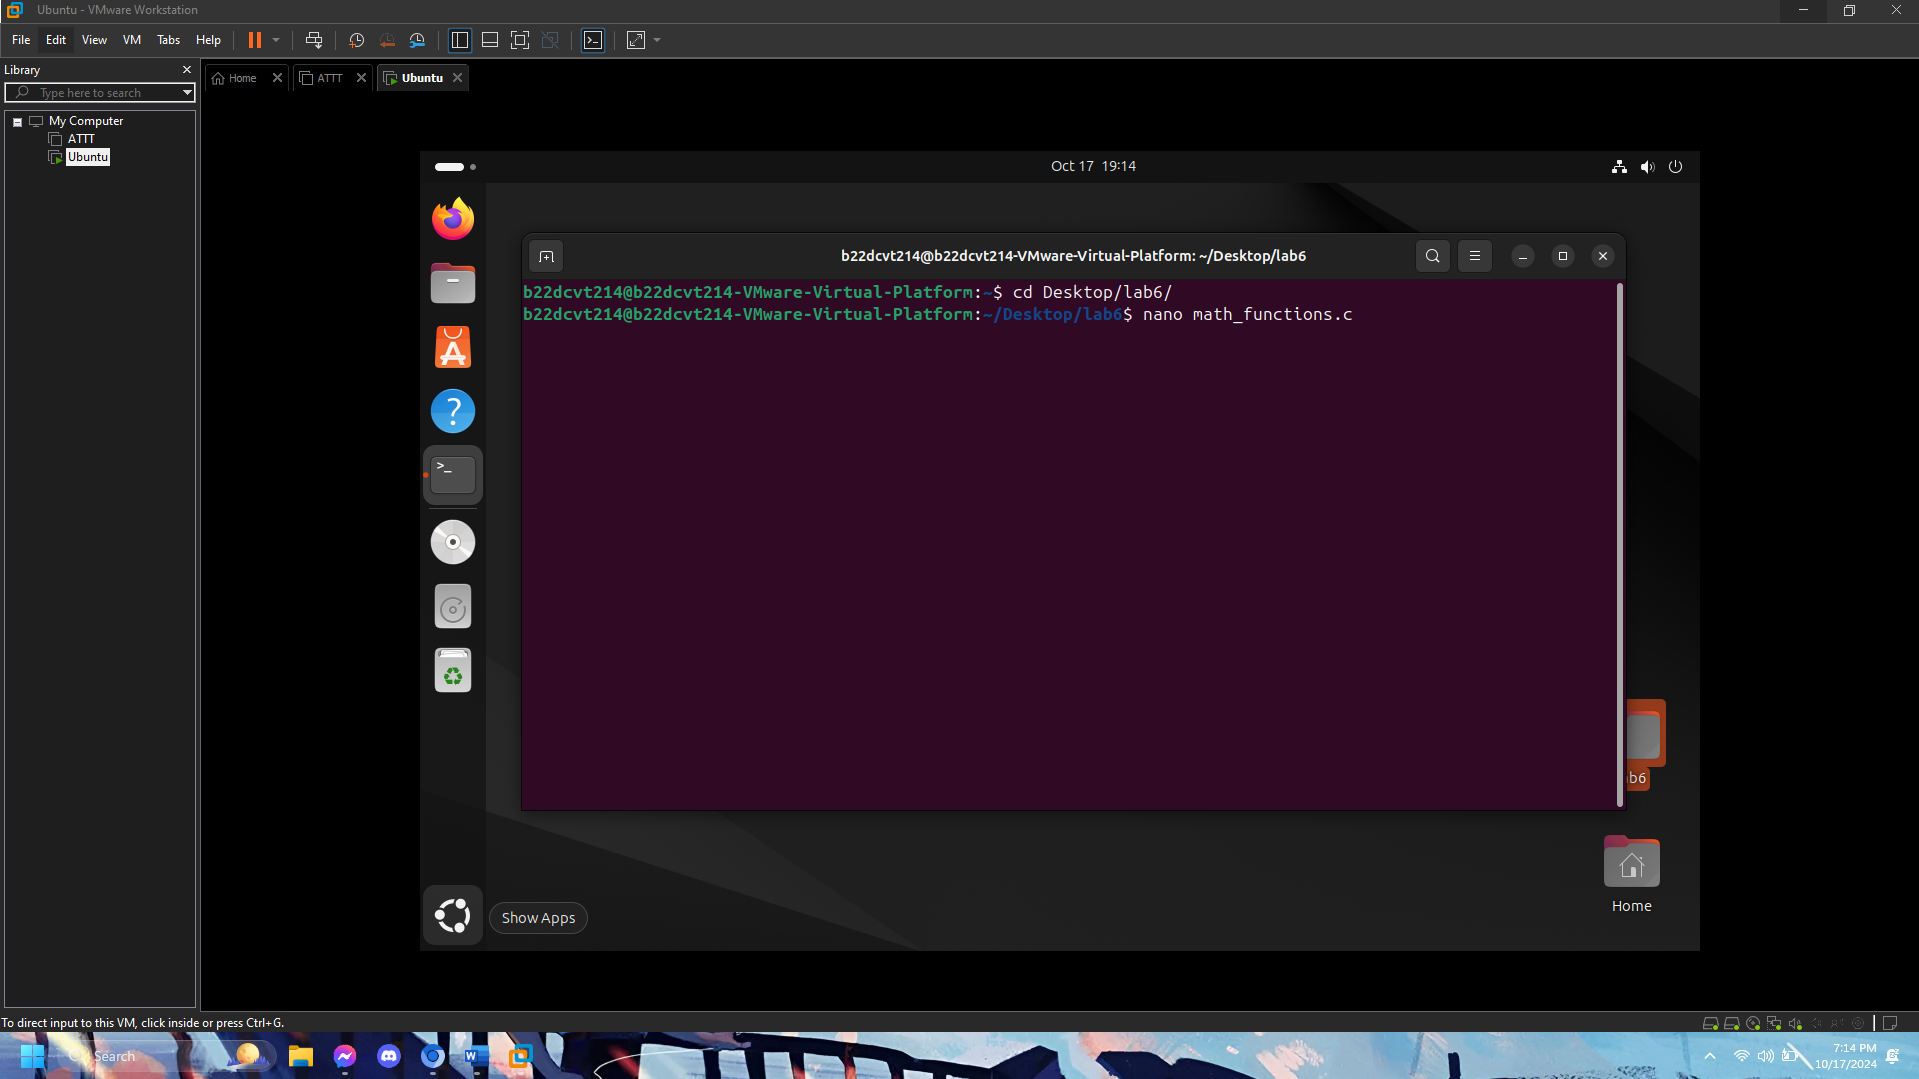 Ubuntu - VMware Workstation
File Edit View VM Tabs Help
Library
Type here to search
My Computer
ATTT
Ubuntu
Home
ATTT
Ubuntu
Oct 17 19:14
b22dcvt214@b22dcvt214-VMware-Virtual-Platform: ~/Desktop/lab6
b22dcvt214@b22dcvt214-VMware-Virtual-Platform:~$ cd Desktop/lab6/
b22dcvt214@b22dcvt214-VMware-Virtual-Platform:~/Desktop/lab6$ nano math_functions.c
Home
Show Apps
To direct input to this VM, click inside or press Ctrl+G.
Search
7:14 PM
10/17/2024